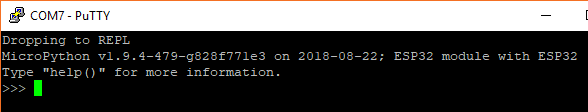 COM7 - PuTTY
Dropping to REPL
MicroPython v1.9.4-479-g828f771e3 on 2018-08-22; ESP32 module with ESP32
Type "help()" for more information.
>>>